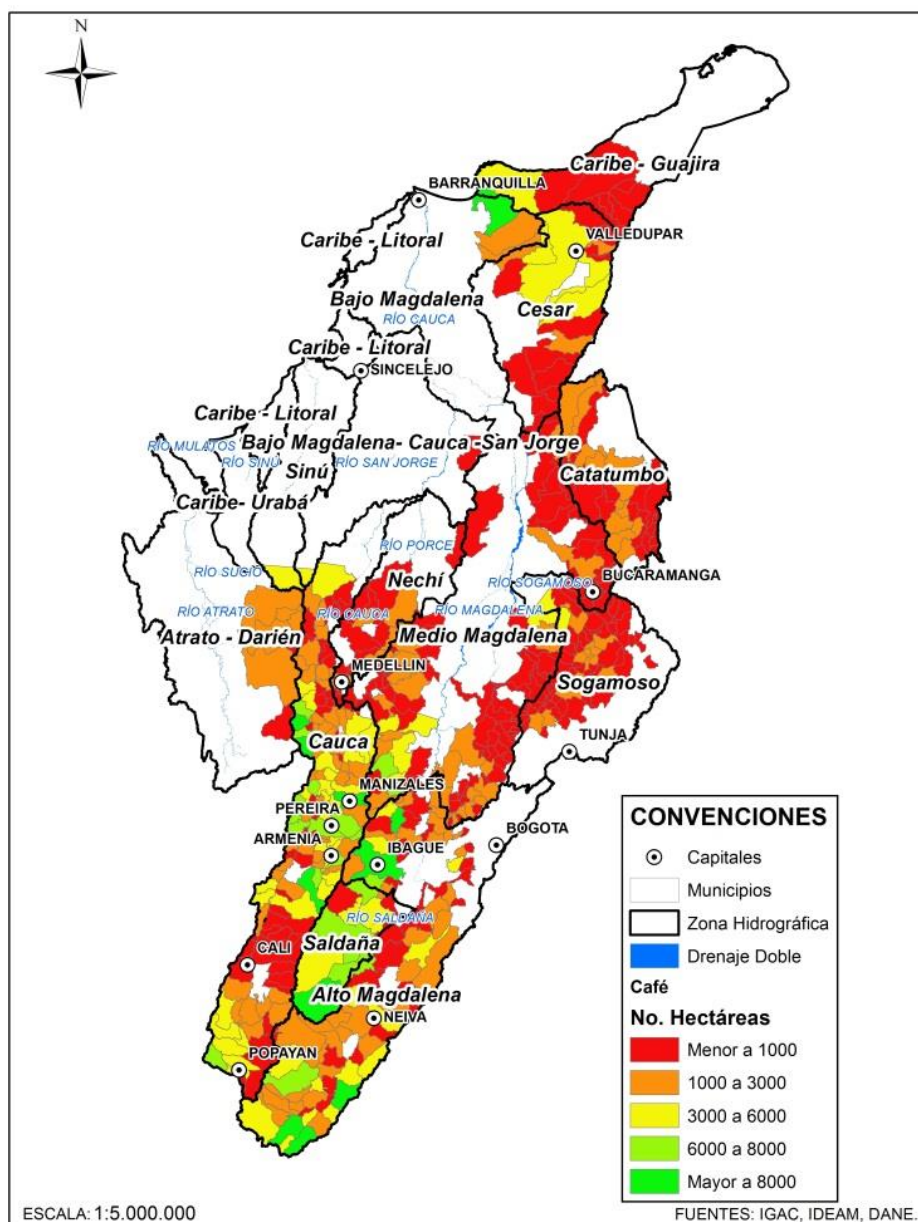 N
Caribe - Guajira
BARRANQUILLA
Caribe - Litoral
VALLEDUPAR
Bajo Magdalena
RÍO CAUCA
Cesar
Caribe - Litoral
SINCELEJO
Caribe - Litoral
Bajo Magdalena- Cauca -San Jorge
RÍO MULATOS
RÍO SINÚ
Sinú
RÍO SAN JORGE
Catatumbo
Caribe- Urabá
RÍO PORCE
Nechí
RÍO SUCIO
RÍO SOGAMOSO
BUCARAMANGA
RÍO ATRATO
RÍO CAUCA
RÍO MAGDALENA
Atrato - Darién
Medio Magdalena
MEDELLIN
Sogamoso
Cauca
TUNJA
MANIZALES
PEREIRA
ARMENIA
BOGOTA
IBAGUE
RÍO SALDAÑA
Saldaña
CALI
Alto Magdalena
NEIVA
POPAYAN
CONVENCIONES
Capitales
Municipios
Zona Hidrográfica
Drenaje Doble
Café
No. Hectáreas
Menor a 1000
1000 a 3000
3000 a 6000
6000 a 8000
Mayor a 8000
ESCALA: 1:5.000.000
FUENTES: IGAC, IDEAM, DANE.